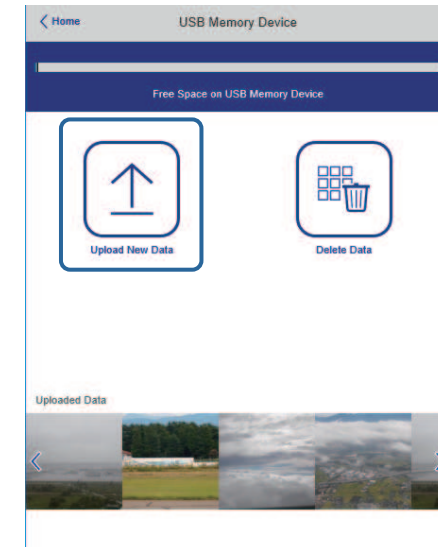 Home
USB Memory Device
Free Space on USB Memory Device
Upload New Data
Delete Data
Uploaded Data